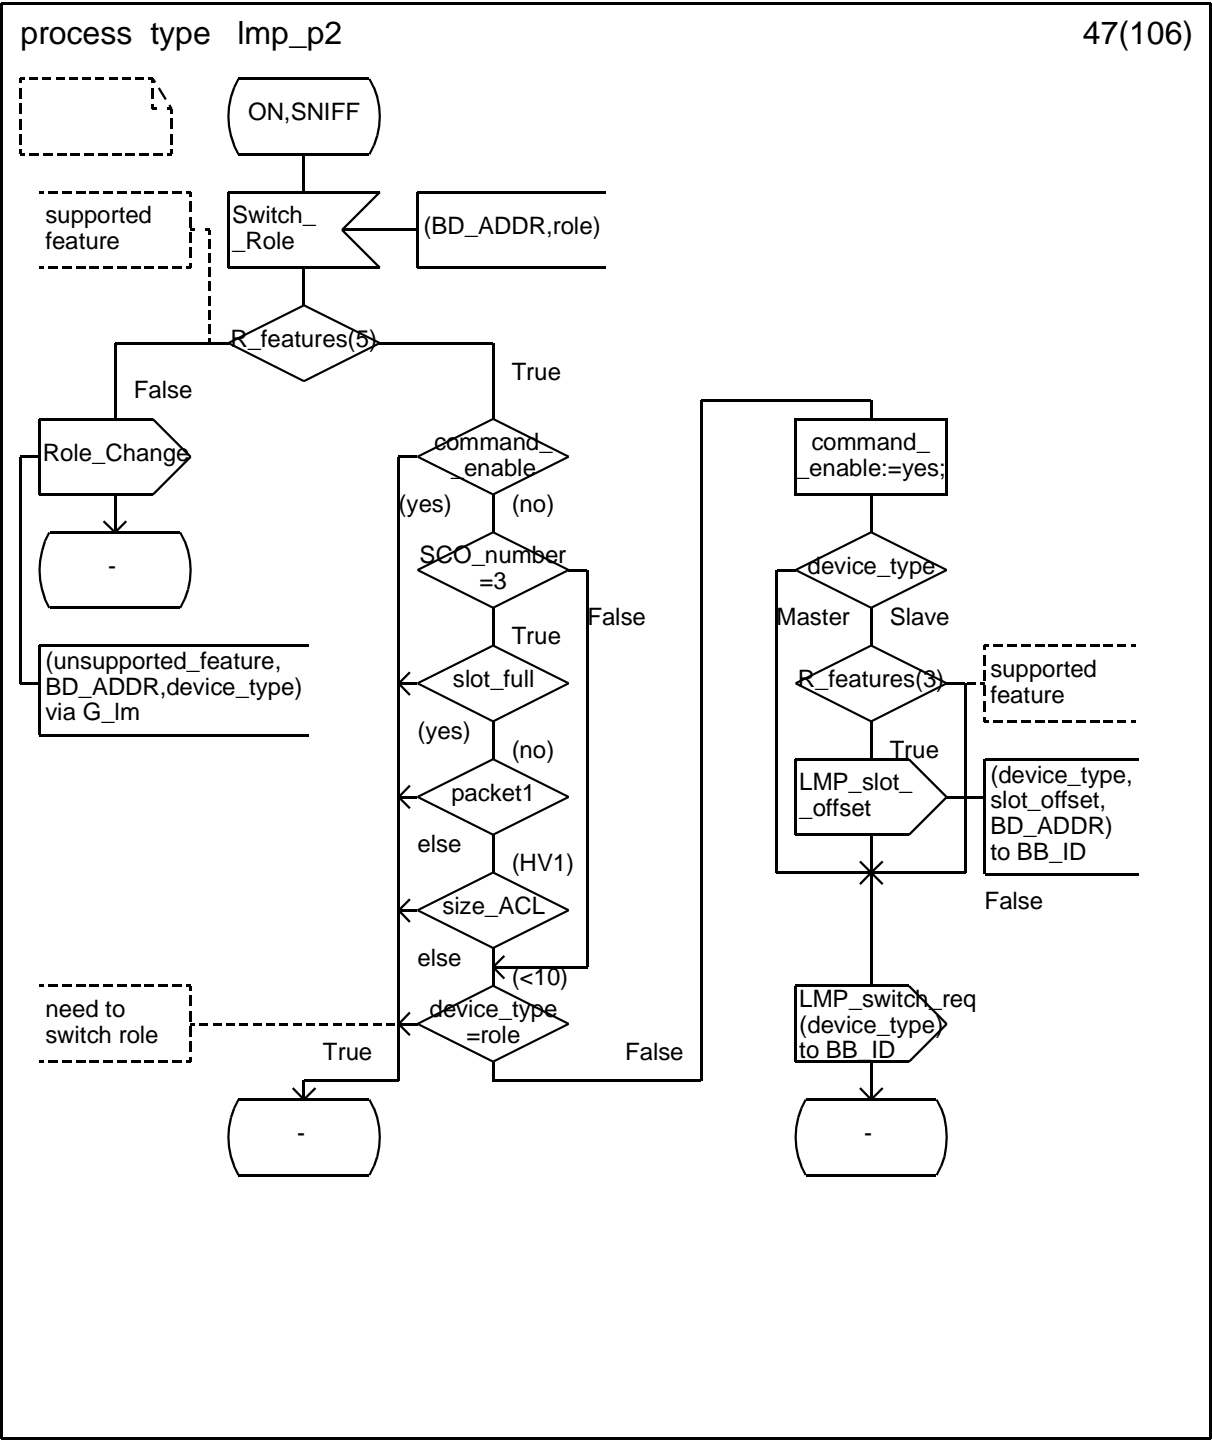 process type lmp_p2
47(106)
ON,SNIFF
supported
feature
Switch_
_Role
(BD_ADDR,role)
R_features(5)
False
True
Role_Change
-
(unsupported_feature,
BD_ADDR,device_type)
via G_lm
command_
_enable
(yes)
(no)
SCO_number
=3
False
True
slot_full
(yes)
(no)
packet1
else
(HV1)
size_ACL
else
(<10)
need to
switch role
device_type
=role
True
False
-
command_
_enable:=yes;
device_type
Master
Slave
R_features(3)
supported
feature
True
LMP_slot_
_offset
(device_type,
slot_offset,
BD_ADDR)
to BB_ID
False
LMP_switch_req
(device_type)
to BB_ID
-